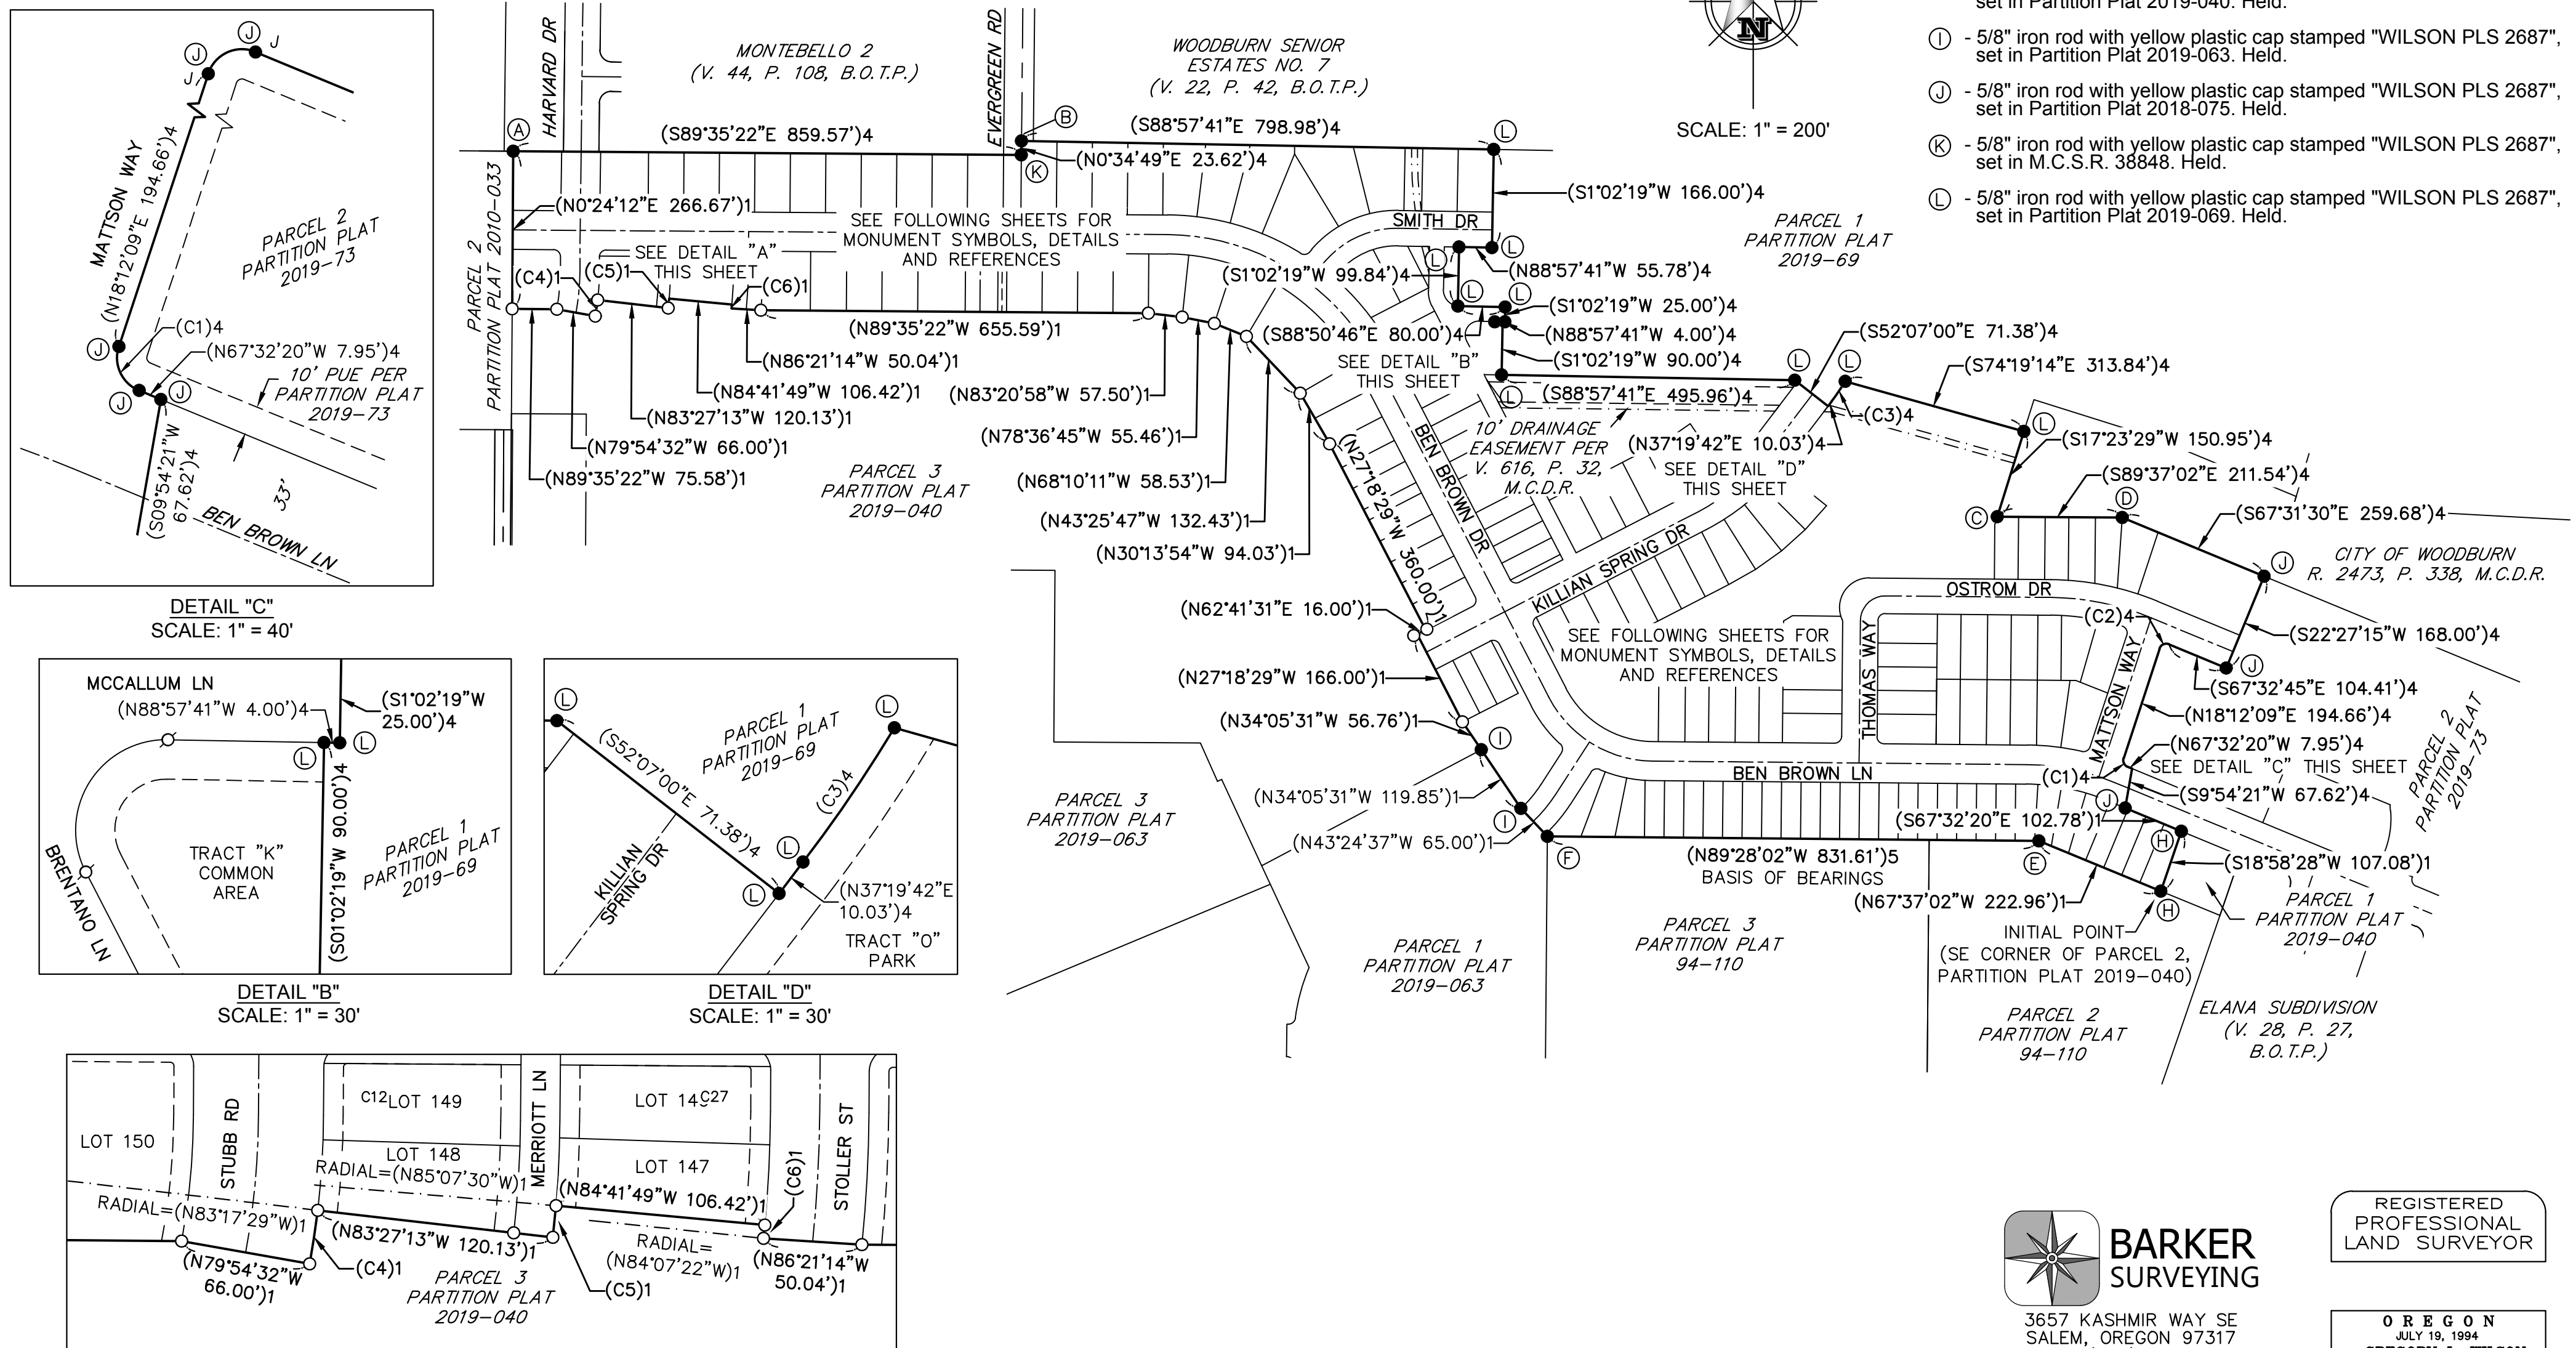 J
J
J
J
MATTSON WAY
(N18°12'09"E 194.66')4
PARCEL 2
PARTITION PLAT
2019-73
(C1)4
(N67°32'20"W 7.95')4
10' PUE PER
PARTITION PLAT
2019-73
J
J
J
(S09°54'21"W
67.62')4
33'
BEN BROWN LN
DETAIL "C"
SCALE: 1" = 40'
HARVARD DR
MONTEBELLO 2
(V. 44, P. 108, B.O.T.P.)
EVERGREEN RD
WOODBURN SENIOR
ESTATES NO. 7
(V. 22, P. 42, B.O.T.P.)
N
SCALE: 1" = 200'
set in Partition Plat 2019-040. Held.
I - 5/8" iron rod with yellow plastic cap stamped "WILSON PLS 2687",
set in Partition Plat 2019-063. Held.
J - 5/8" iron rod with yellow plastic cap stamped "WILSON PLS 2687",
set in Partition Plat 2018-075. Held.
K - 5/8" iron rod with yellow plastic cap stamped "WILSON PLS 2687",
set in M.C.S.R. 38848. Held.
L - 5/8" iron rod with yellow plastic cap stamped "WILSON PLS 2687",
set in Partition Plat 2019-069. Held.
A
(S89°35'22"E 859.57')4
B
(S88°57'41"E 798.98')4
L
K
(N0°34'49"E 23.62')4
(S1°02'19"W 166.00')4
(N0°24'12"E 266.67')1
PARCEL 2
PARTITION PLAT 2010-033
SEE FOLLOWING SHEETS FOR
MONUMENT SYMBOLS, DETAILS
AND REFERENCES
SEE DETAIL "A"
THIS SHEET
SMITH DR
PARCEL 1
PARTITION PLAT
2019-69
(C4)1
(C5)1
(C6)1
L
L
(S1°02'19"W 99.84')4
(N88°57'41"W 55.78')4
L
L
(S1°02'19"W 25.00')4
(S88°50'46"E 80.00')4
(N88°57'41"W 4.00')4
(S1°02'19"W 90.00')4
(N89°35'22"W 655.59')1
(N86°21'14"W 50.04')1
(N84°41'49"W 106.42')1
(N83°27'13"W 120.13')1
(N79°54'32"W 66.00')1
(N89°35'22"W 75.58')1
(N83°20'58"W 57.50')1
(N78°36'45"W 55.46')1
(N68°10'11"W 58.53')1
(N43°25'47"W 132.43')1
(N30°13'54"W 94.03')1
PARCEL 3
PARTITION PLAT
2019-040
SEE DETAIL "B"
THIS SHEET
L
(S88°57'41"E 495.96')4
L
L
(S52°07'00"E 71.38')4
(S74°19'14"E 313.84')4
(C3)4
(N37°19'42"E 10.03')4
10' DRAINAGE
EASEMENT PER
V. 616, P. 32,
M.C.D.R.
SEE DETAIL "D"
THIS SHEET
L
(S17°23'29"W 150.95')4
(S89°37'02"E 211.54')4
C
D
(S67°31'30"E 259.68')4
J
CITY OF WOODBURN
R. 2473, P. 338, M.C.D.R.
BEN BROWN DR
(N27°18'29"W 360.00')1
KILLIAN SPRING DR
(N62°41'31"E 16.00')1
(N27°18'29"W 166.00')1
(N34°05'31"W 56.76')1
I
(N34°05'31"W 119.85')1
I
(N43°24'37"W 65.00')1
F
SEE FOLLOWING SHEETS FOR
MONUMENT SYMBOLS, DETAILS
AND REFERENCES
OSTROM DR
THOMAS WAY
(C2)4
MATTSON WAY
(S22°27'15"W 168.00')4
J
(S67°32'45"E 104.41')4
(N18°12'09"E 194.66')4
(N67°32'20"W 7.95')4
SEE DETAIL "C" THIS SHEET
(C1)4
(S9°54'21"W 67.62')4
PARCEL 2
PARTITION PLAT
2019-73
BEN BROWN LN
J
(S67°32'20"E 102.78')1
H
(S18°58'28"W 107.08')1
E
(N89°28'02"W 831.61')5
BASIS OF BEARINGS
(N67°37'02"W 222.96')1
H
INITIAL POINT
(SE CORNER OF PARCEL 2,
PARTITION PLAT 2019-040)
PARCEL 1
PARTITION PLAT
2019-040
PARCEL 3
PARTITION PLAT
2019-063
PARCEL 1
PARTITION PLAT
2019-063
PARCEL 3
PARTITION PLAT
94-110
PARCEL 2
PARTITION PLAT
94-110
ELANA SUBDIVISION
(V. 28, P. 27,
B.O.T.P.)
MCCALLUM LN
(N88°57'41"W 4.00')4
(S1°02'19"W
25.00')4
L
L
TRACT "K"
COMMON
AREA
(S01°02'19"W 90.00')4
PARCEL 1
PARTITION PLAT
2019-69
BRENTANO LN
DETAIL "B"
SCALE: 1" = 30'
L
L
PARCEL 1
PARTITION PLAT
2019-69
(S52°07'00"E 71.38')4
(C3)4
L
L
KILLIAN
SPRING DR
(N37°19'42"E
10.03')4
TRACT "O"
PARK
DETAIL "D"
SCALE: 1" = 30'
LOT 150
STUBB RD
C12
LOT 149
LOT 148
RADIAL=(N85°07'30"W)1
RADIAL=(N83°17'29"W)1
(N83°27'13"W 120.13')1
MERRIOTT LN
C27
LOT 147
(N84°41'49"W 106.42')1
(C6)1
STOLLER ST
(N79°54'32"W
66.00')1
(C4)1
PARCEL 3
PARTITION PLAT
2019-040
(C5)1
RADIAL=
(N84°07'22"W)1
(N86°21'14"W
50.04')1
BARKER
SURVEYING
3657 KASHMIR WAY SE
SALEM, OREGON 97317
REGISTERED
PROFESSIONAL
LAND SURVEYOR
OREGON
JULY 19, 1994